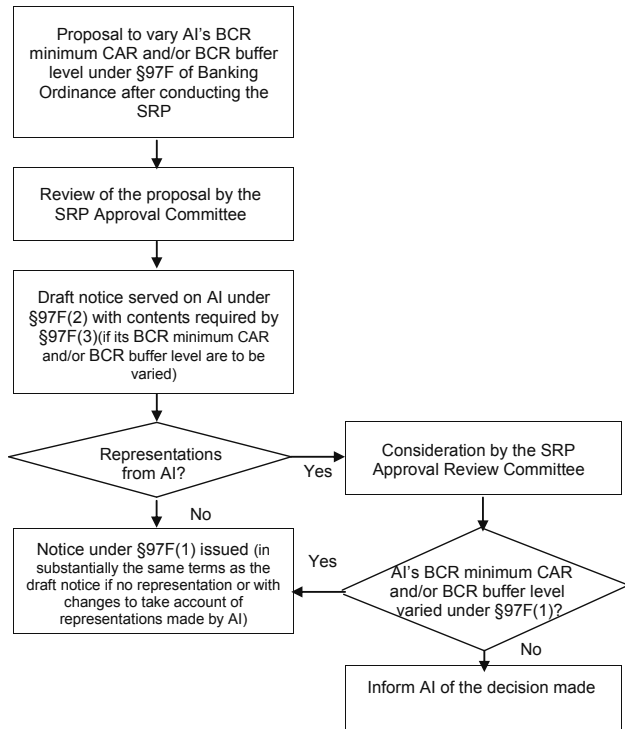 Proposal to vary AI's BCR
minimum CAR and/or BCR buffer
level under §97F of Banking
Ordinance after conducting the
SRP
Review of the proposal by the
SRP Approval Committee
Draft notice served on AI under
§97F(2) with contents required by
§97F(3)(if its BCR minimum CAR
and/or BCR buffer level are to be
varied)
Representations
from AI?
Yes
Consideration by the SRP
Approval Review Committee
No
Notice under §97F(1) issued (in
substantially the same terms as the
draft notice if no representation or with
changes to take account of
representations made by AI)
Yes
AI's BCR minimum CAR
and/or BCR buffer level
varied under §97F(1)?
No
Inform AI of the decision made